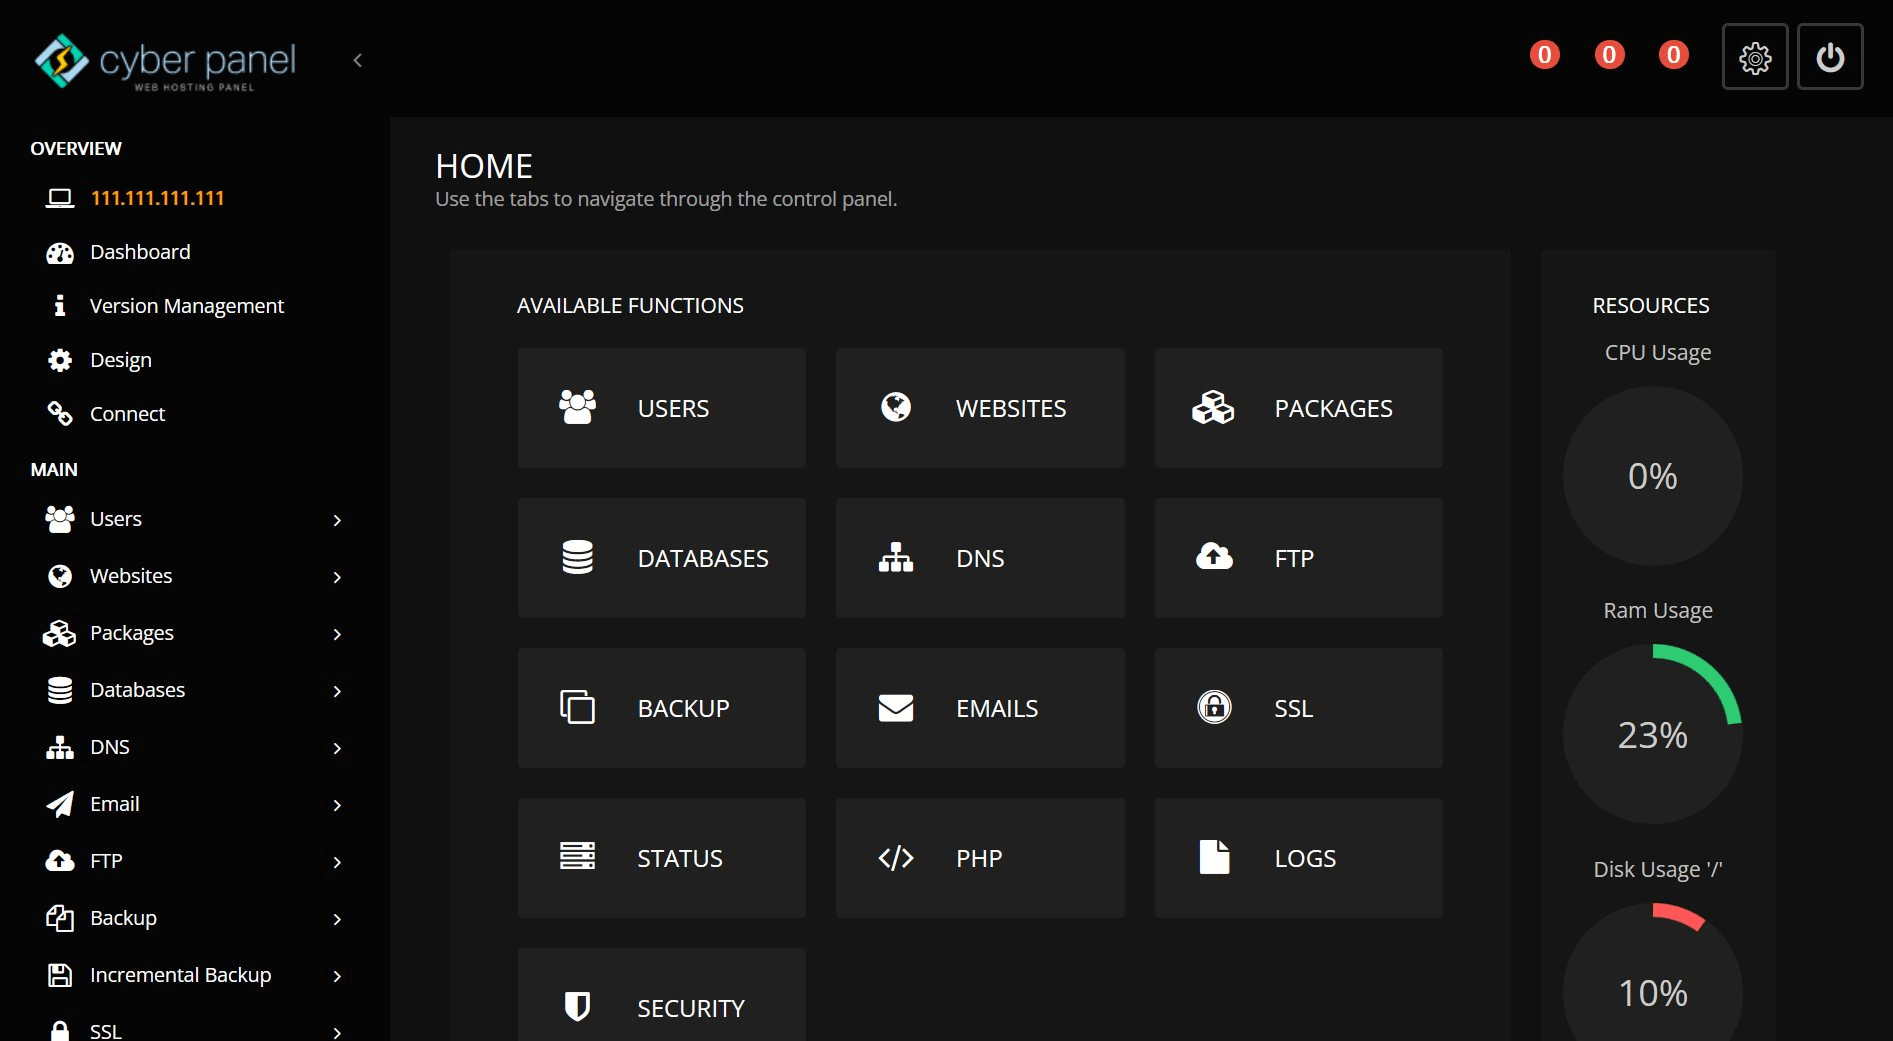 cyber panel
WEB HOSTING PANEL
0 0 0
OVERVIEW
111.111.111.111
Dashboard
Version Management
Design
Connect
MAIN
Users
Websites
Packages
Databases
DNS
Email
FTP
Backup
Incremental Backup
SSL
HOME
Use the tabs to navigate through the control panel.
AVAILABLE FUNCTIONS
USERS
WEBSITES
PACKAGES
DATABASES
DNS
FTP
BACKUP
EMAILS
SSL
STATUS
PHP
LOGS
SECURITY
RESOURCES
CPU Usage
0%
Ram Usage
23%
Disk Usage '/'
10%